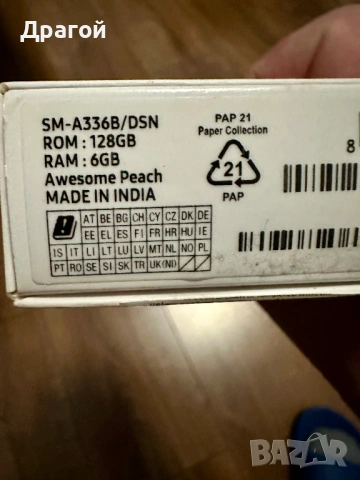 Драгой
SM-A336B/DSN
ROM : 128GB
RAM : 6GB
Awesome Peach
MADE IN INDIA
PAP 21
Paper Collection
21
PAP
8
AT BE BG CH CY CZ DK DE
EE EL ES FI FR HR HU IE
IS IT LI LT LU LV MT NL NO PL
PT RO SE SI SK TR UK(NI)
BAZAR